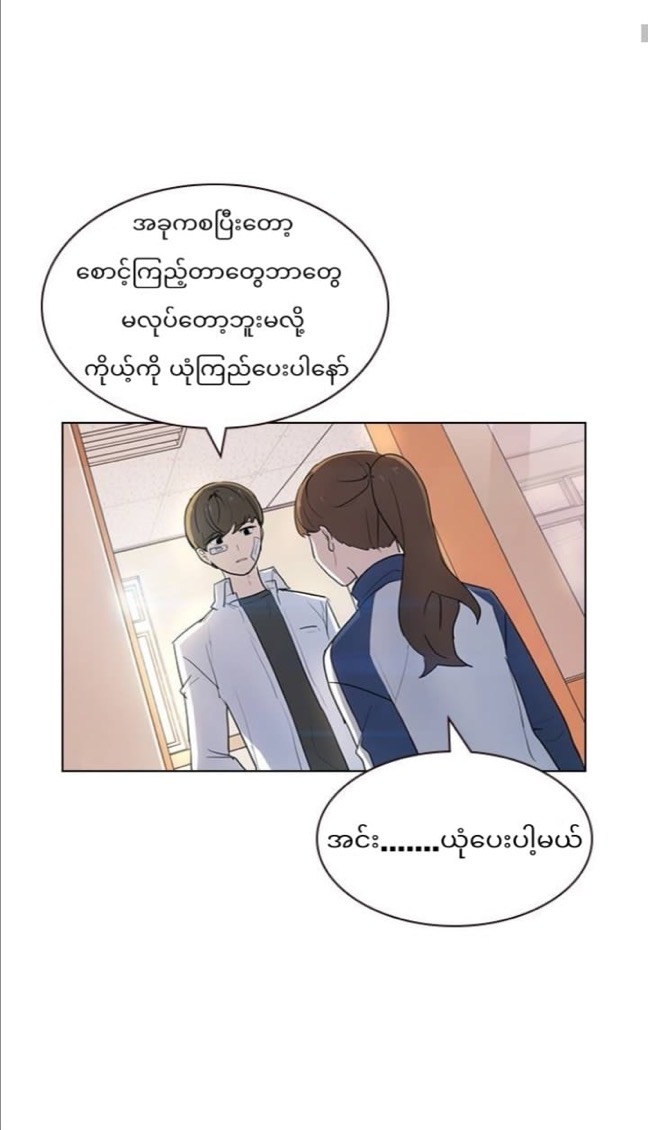 အခုကစပြီးတော့
စောင့်ကြည့်တာတွေဘာတွေ
မလုပ်တော့ဘူးမလို့
ကိုယ့်ကို ယုံကြည်ပေးပါနော်
အင်း.......ယုံပေးပါ့မယ်